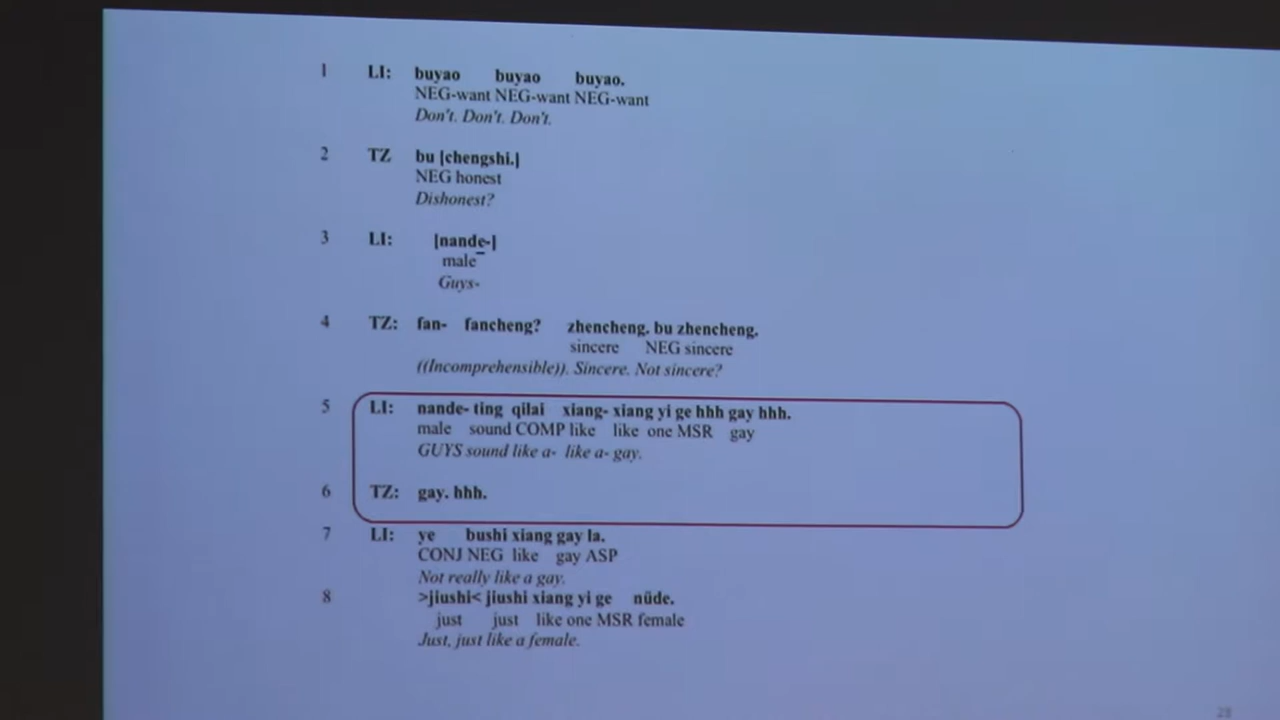 1 LI: buyao buyao buyao.
NEG-want NEG-want NEG-want
Don't. Don't. Don't.
2 TZ bu [chengshi.]
NEG honest
Dishonest?
3 LI: [nande-]
male
Guys-
4 TZ: fan- fancheng? zhencheng. bu zhencheng.
sincere NEG sincere
((Incomprehensible)). Sincere. Not sincere?
5 LI: nande- ting qilai xiang- xiang yi ge hhh gay hhh.
male sound COMP like like one MSR gay
GUYS sound like a- like a- gay.
6 TZ: gay. hhh.
7 LI: ye bushi xiang gay la.
CONJ NEG like gay ASP
Not really like a gay.
8 >jiushi< jiushi xiang yi ge nüde.
just just like one MSR female
Just, just like a female.